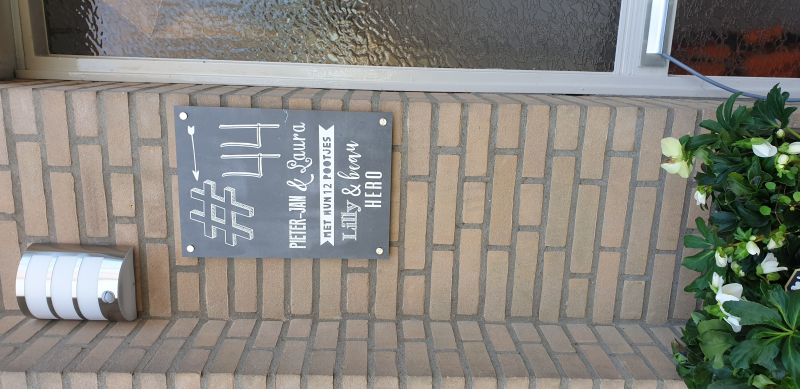 #44
PIETER-JAN & Laura
MET HUN 12 POOTJES
Lilly & beau
HERO